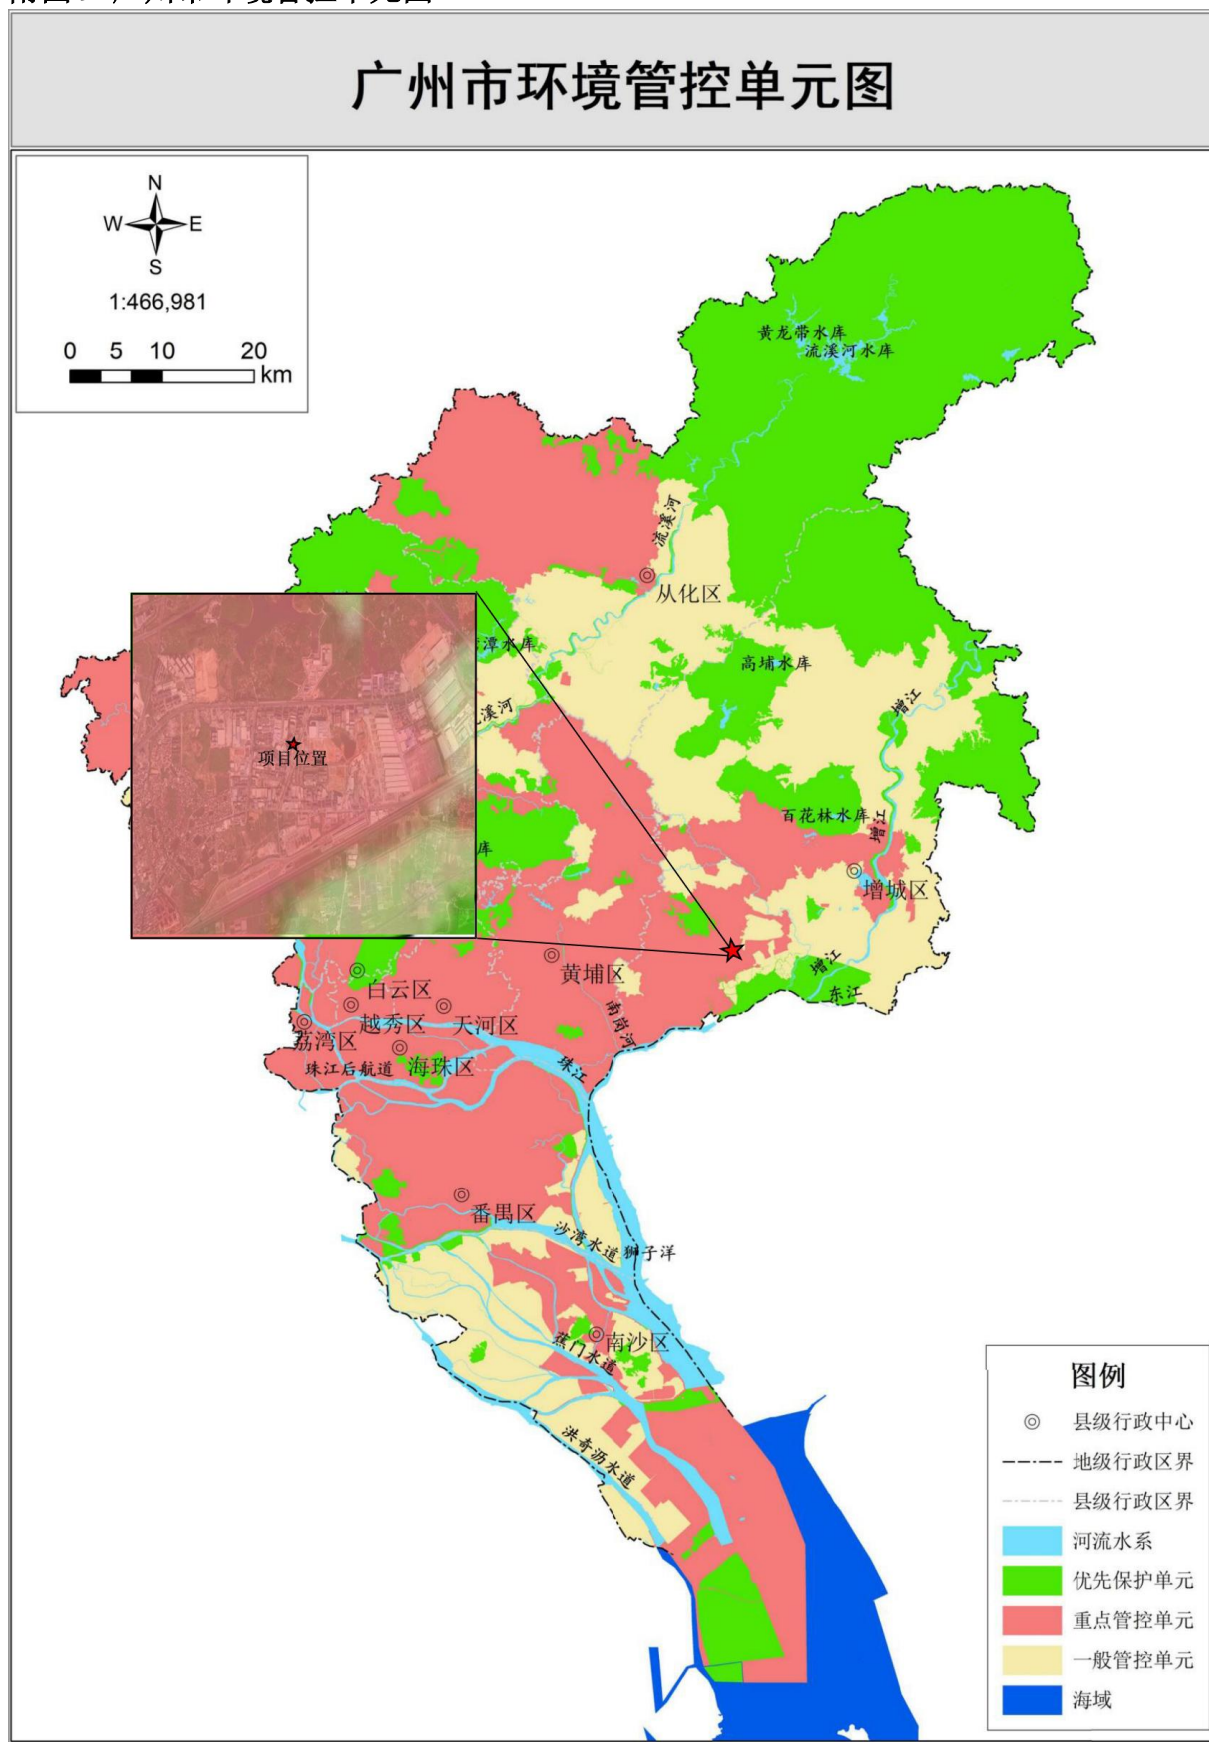 广州市环境管控单元图
N
W
E
S
1:466,981
0 5 10 20
km
黄龙带水库
流溪河水库
流溪河
从化区
潭水库
高埔水库
溪河
增江
项目位置
百花林水库
增江
库
增城区
黄埔区
增江
东江
白云区
越秀区
天河区
南岗河
荔湾区
海珠区
珠江
珠江后航道
番禺区
沙湾水道
狮子洋
南沙区
蕉门水道
洪奇沥水道
图例
县级行政中心
地级行政区界
县级行政区界
河流水系
优先保护单元
重点管控单元
一般管控单元
海域